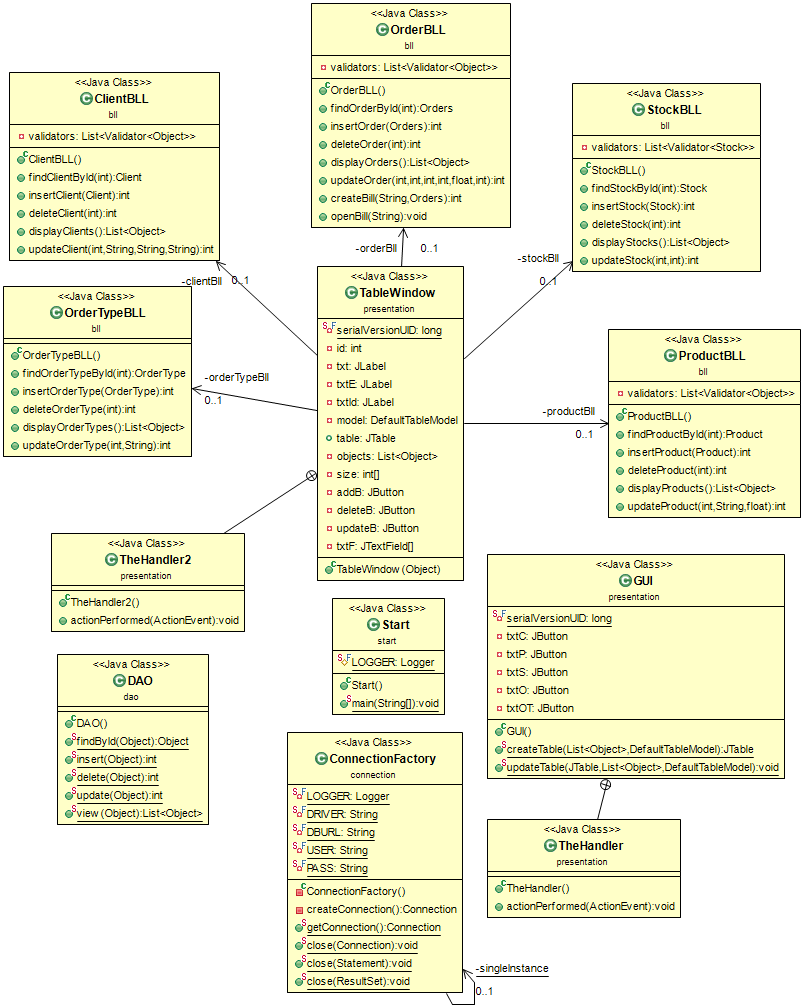 <<Java Class>>
OrderBLL
bll
validators: List<Validator<Object>>
OrderBLL()
findOrderById(int):Orders
insertOrder(Orders):int
deleteOrder(int):int
displayOrders():List<Object>
updateOrder(int,int,int,int,float,int):int
createBill(String,Orders):int
openBill(String):void
<<Java Class>>
ClientBLL
bll
validators: List<Validator<Object>>
ClientBLL()
findClientById(int):Client
insertClient(Client):int
deleteClient(int):int
displayClients():List<Object>
updateClient(int,String,String,String):int
<<Java Class>>
StockBLL
bll
validators: List<Validator<Stock>>
StockBLL()
findStockById(int):Stock
insertStock(Stock):int
deleteStock(int):int
displayStocks():List<Object>
updateStock(int,int):int
-orderBll
0..1
-stockBll
0..1
-clientBll
0..1
<<Java Class>>
OrderTypeBLL
bll
OrderTypeBLL()
findOrderTypeById(int):OrderType
insertOrderType(OrderType):int
deleteOrderType(int):int
displayOrderTypes():List<Object>
updateOrderType(int,String):int
-orderTypeBll
0..1
<<Java Class>>
TableWindow
presentation
serialVersionUID: long
id: int
txt: JLabel
txtE: JLabel
txtId: JLabel
model: DefaultTableModel
table: JTable
objects: List<Object>
size: int[]
addB: JButton
deleteB: JButton
updateB: JButton
txtF: JTextField[]
TableWindow(Object)
-productBll
0..1
<<Java Class>>
ProductBLL
bll
validators: List<Validator<Object>>
ProductBLL()
findProductById(int):Product
insertProduct(Product):int
deleteProduct(int):int
displayProducts():List<Object>
updateProduct(int,String,float):int
<<Java Class>>
TheHandler2
presentation
TheHandler2()
actionPerformed(ActionEvent):void
<<Java Class>>
GUI
presentation
serialVersionUID: long
txtC: JButton
txtP: JButton
txtS: JButton
txtO: JButton
txtOT: JButton
GUI()
createTable(List<Object>,DefaultTableModel):JTable
updateTable(JTable,List<Object>,DefaultTableModel):void
<<Java Class>>
Start
start
LOGGER: Logger
Start()
main(String[]):void
<<Java Class>>
DAO
dao
DAO()
findById(Object):Object
insert(Object):int
delete(Object):int
update(Object):int
view(Object):List<Object>
<<Java Class>>
ConnectionFactory
connection
LOGGER: Logger
DRIVER: String
DBURL: String
USER: String
PASS: String
ConnectionFactory()
createConnection():Connection
getConnection():Connection
close(Connection):void
close(Statement):void
close(ResultSet):void
-singleInstance
0..1
<<Java Class>>
TheHandler
presentation
TheHandler()
actionPerformed(ActionEvent):void